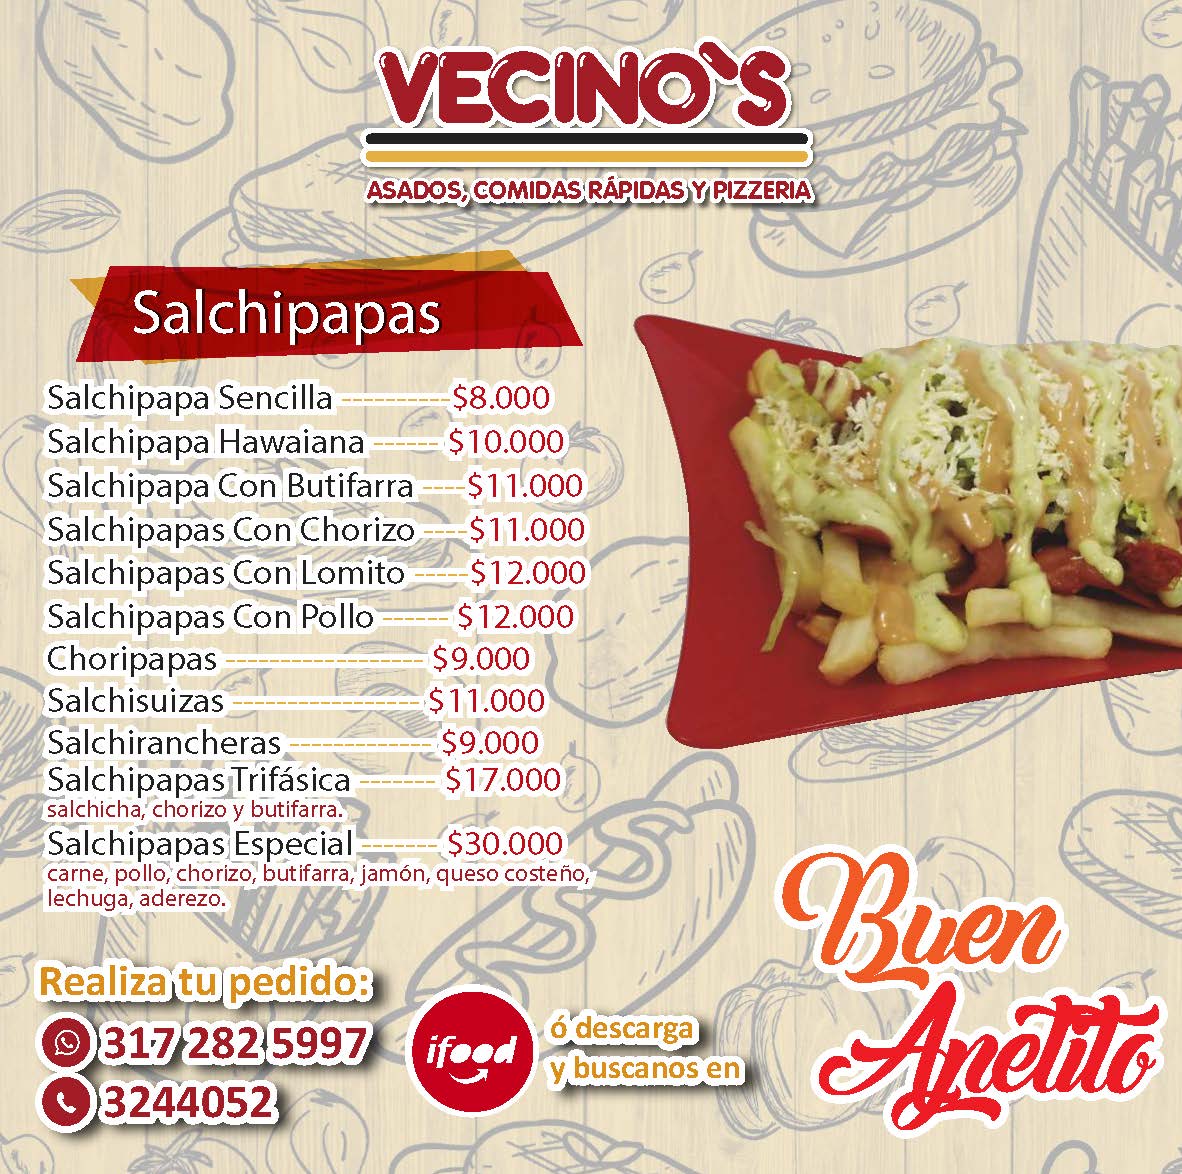 VECINO`S
ASADOS, COMIDAS RÁPIDAS Y PIZZERIA
Salchipapas
Salchipapa Sencilla ----------$8.000
Salchipapa Hawaiana ------ $10.000
Salchipapa Con Butifarra ----$11.000
Salchipapas Con Chorizo ----$11.000
Salchipapas Con Lomito -----$12.000
Salchipapas Con Pollo ------ $12.000
Choripapas ------------------ $9.000
Salchisuizas ----------------- $11.000
Salchirancheras------------- $9.000
Salchipapas Trifásica ------- $17.000
salchicha, chorizo y butifarra.
Salchipapas Especial ------- $30.000
carne, pollo, chorizo, butifarra, jamón, queso costeño,
lechuga, aderezo.
Realiza tu pedido:
317 282 5997
3244052
ifood
ó descarga
y buscanos en
Buen
Apetito